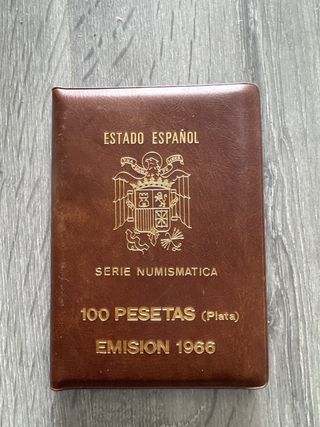 ESTADO ESPAÑOL
SERIE NUMISMATICA
100 PESETAS (Plata)
EMISION 1966